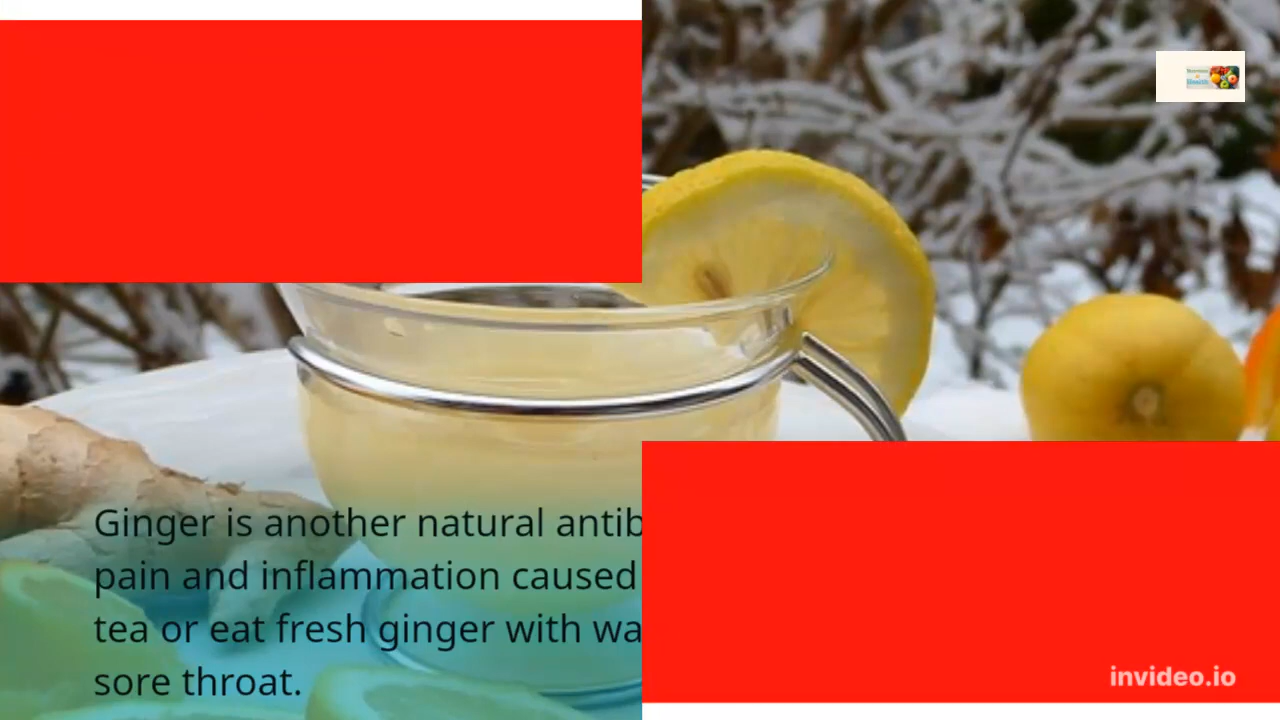 Ginger is another natural antib
pain and inflammation caused
tea or eat fresh ginger with wa
sore throat.
invideo.io